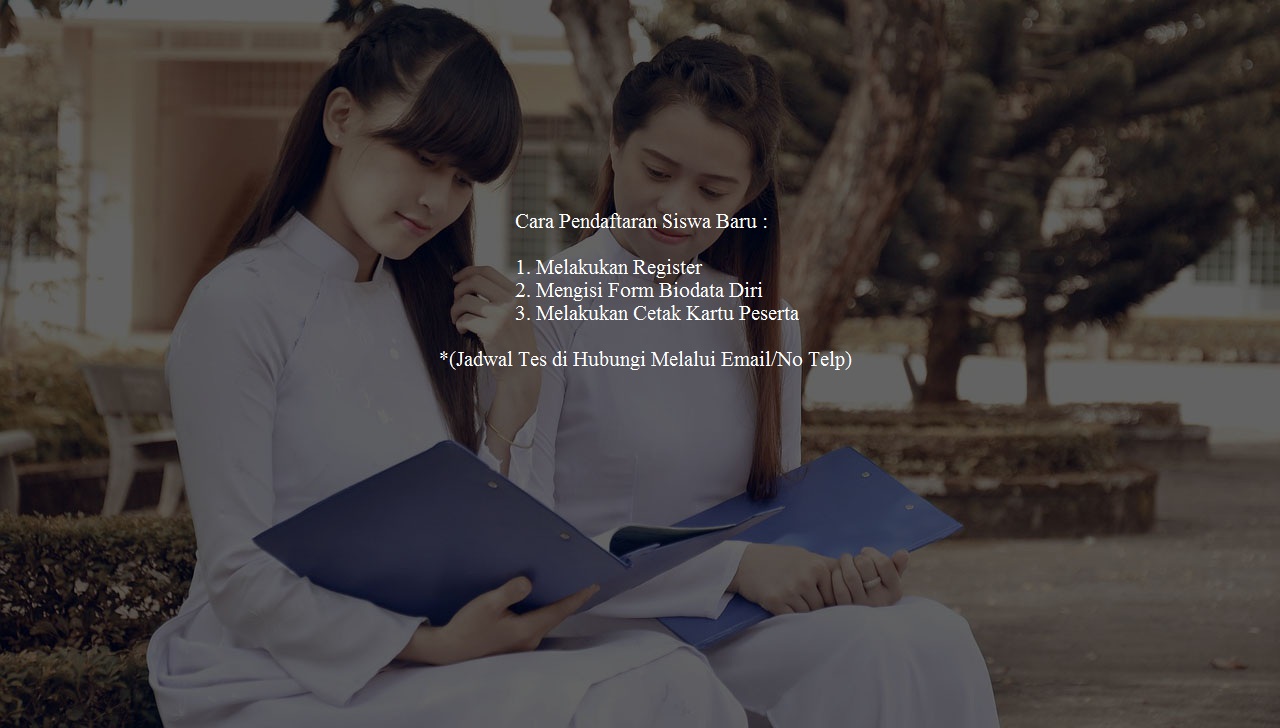 Cara Pendaftaran Siswa Baru :
1. Melakukan Register
2. Mengisi Form Biodata Diri
3. Melakukan Cetak Kartu Peserta
*(Jadwal Tes di Hubungi Melalui Email/No Telp)